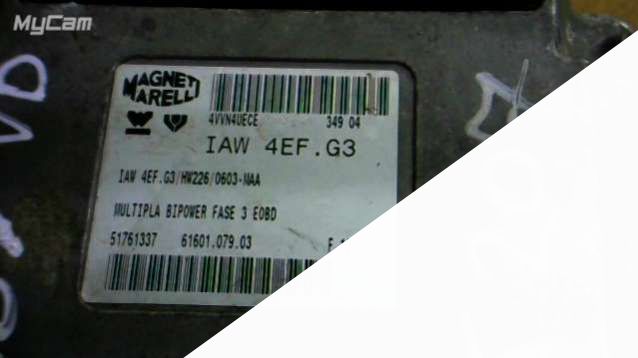 MyCam
MAGNETI
MARELLI
4VVN4UECE 349 04
IAW 4EF.G3
IAW 4EF.G3/HW226/0603-MAA
MULTIPLA BIPOWER FASE 3 EOBD
51761337 61601.079.03 F